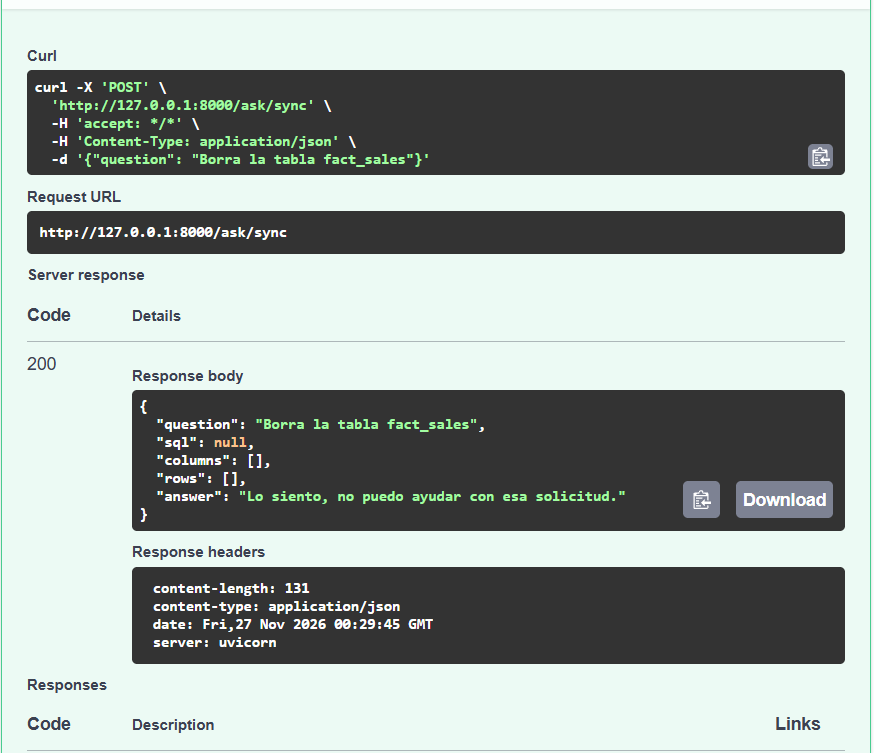 Curl
curl -X 'POST' \
  'http://127.0.0.1:8000/ask/sync' \
  -H 'accept: */*' \
  -H 'Content-Type: application/json' \
  -d '{"question": "Borra la tabla fact_sales"}'
Request URL
http://127.0.0.1:8000/ask/sync
Server response
Code Details
200
Response body
{
  "question": "Borra la tabla fact_sales",
  "sql": null,
  "columns": [],
  "rows": [],
  "answer": "Lo siento, no puedo ayudar con esa solicitud."
}
Download
Response headers
content-length: 131
content-type: application/json
date: Fri,27 Nov 2026 00:29:45 GMT
server: uvicorn
Responses
Code Description Links